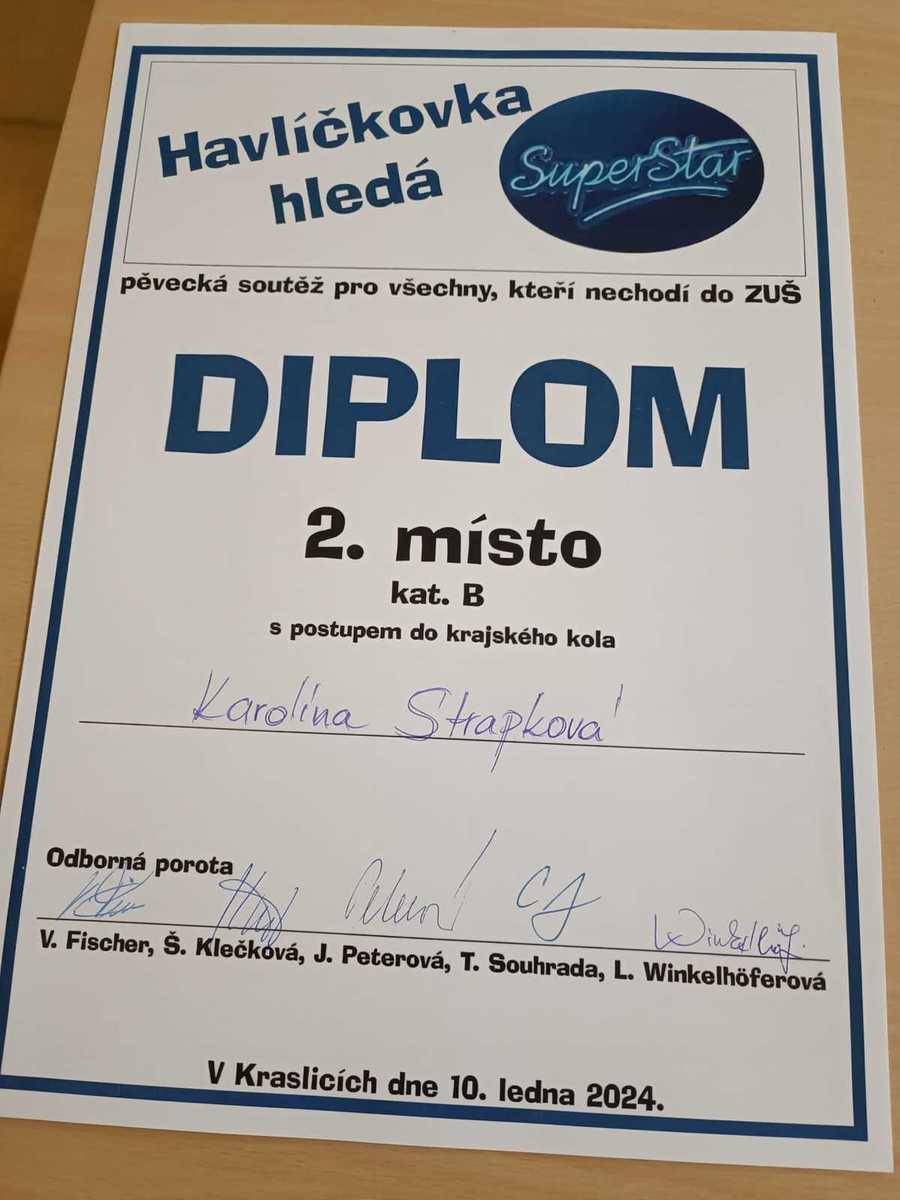 Havlíčkovka
hledá
SuperStar
pěvecká soutěž pro všechny, kteří nechodí do ZUŠ
DIPLOM
2. místo
kat. B
s postupem do krajského kola
Karolína Strapková
Odborná porota
V. Fischer, Š. Klečková, J. Peterová, T. Souhrada, L. Winkelhöferová
V Kraslicích dne 10. ledna 2024.